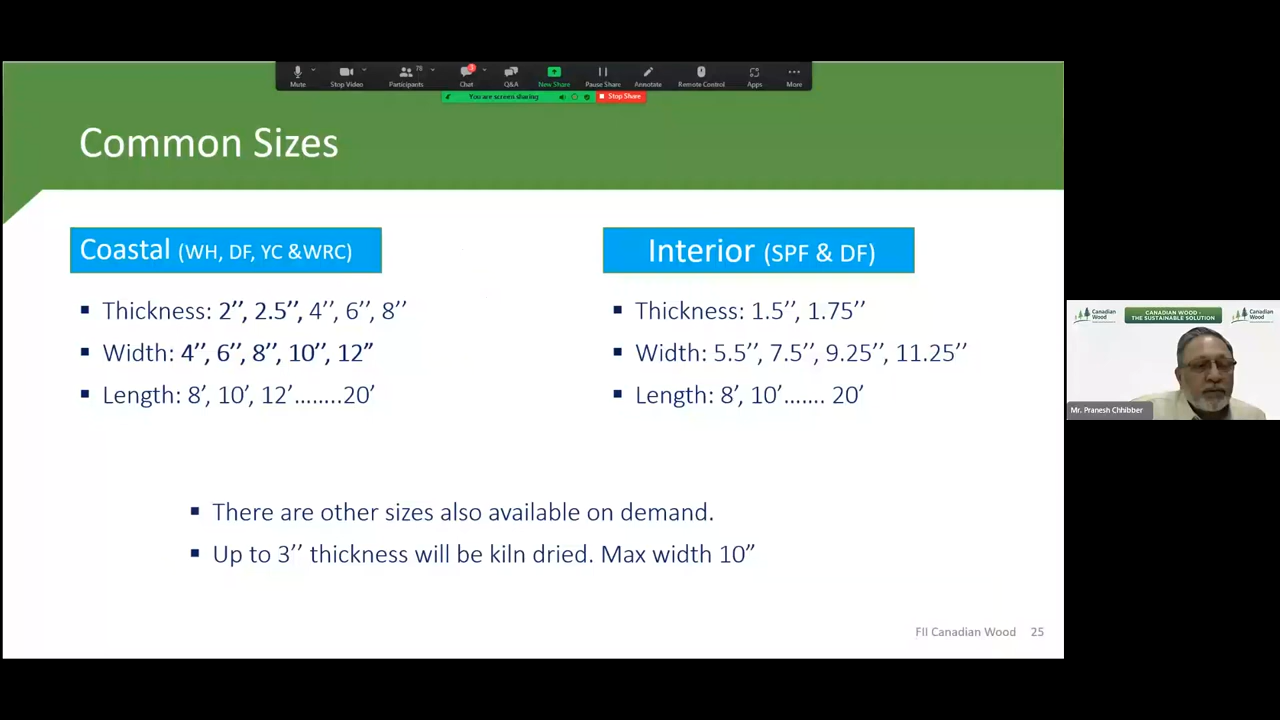 Mute
Stop Video
Participants
78
Chat
3
Q&A
New Share
Pause Share
Annotate
Remote Control
Apps
More
You are screen sharing
Stop Share
Common Sizes
Coastal (WH, DF, YC &WRC)
Thickness: 2’’, 2.5’’, 4’’, 6’’, 8’’
Width: 4’’, 6’’, 8’’, 10’’, 12”
Length: 8’, 10’, 12’……..20’
Interior (SPF & DF)
Thickness: 1.5’’, 1.75’’
Width: 5.5’’, 7.5’’, 9.25’’, 11.25’’
Length: 8’, 10’……. 20’
There are other sizes also available on demand.
Up to 3’’ thickness will be kiln dried. Max width 10”
FII Canadian Wood 25
Canadian Wood
CANADIAN WOOD - THE SUSTAINABLE SOLUTION
Canadian Wood
Mr. Pranesh Chhibber